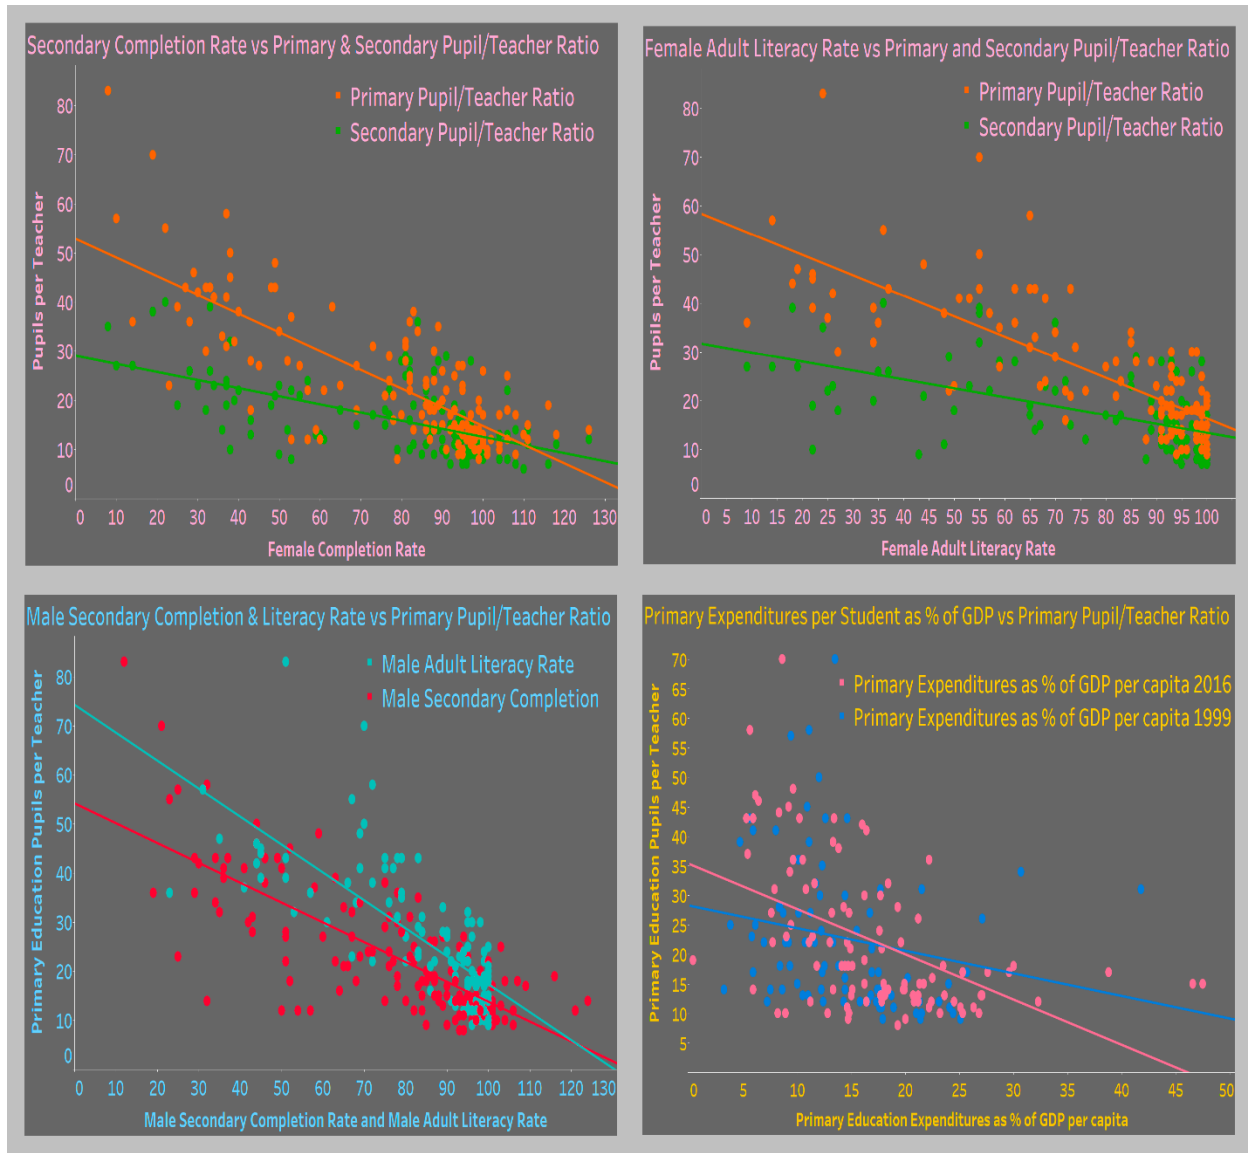 Secondary Completion Rate vs Primary & Secondary Pupil/Teacher Ratio
Primary Pupil/Teacher Ratio
Secondary Pupil/Teacher Ratio
Pupils per Teacher
80
70
60
50
40
30
20
10
0
0 10 20 30 40 50 60 70 80 90 100 110 120 130
Female Completion Rate
Female Adult Literacy Rate vs Primary and Secondary Pupil/Teacher Ratio
Primary Pupil/Teacher Ratio
Secondary Pupil/Teacher Ratio
Pupils per Teacher
80
70
60
50
40
30
20
10
0
0 5 10 15 20 25 30 35 40 45 50 55 60 65 70 75 80 85 90 95 100
Female Adult Literacy Rate
Male Secondary Completion & Literacy Rate vs Primary Pupil/Teacher Ratio
Male Adult Literacy Rate
Male Secondary Completion
Primary Education Pupils per Teacher
80
70
60
50
40
30
20
10
0
0 10 20 30 40 50 60 70 80 90 100 110 120 130
Male Secondary Completion Rate and Male Adult Literacy Rate
Primary Expenditures per Student as % of GDP vs Primary Pupil/Teacher Ratio
Primary Expenditures as % of GDP per capita 2016
Primary Expenditures as % of GDP per capita 1999
Primary Education Pupils per Teacher
70
65
60
55
50
45
40
35
30
25
20
15
10
5
0 5 10 15 20 25 30 35 40 45 50
Primary Education Expenditures as % of GDP per capita